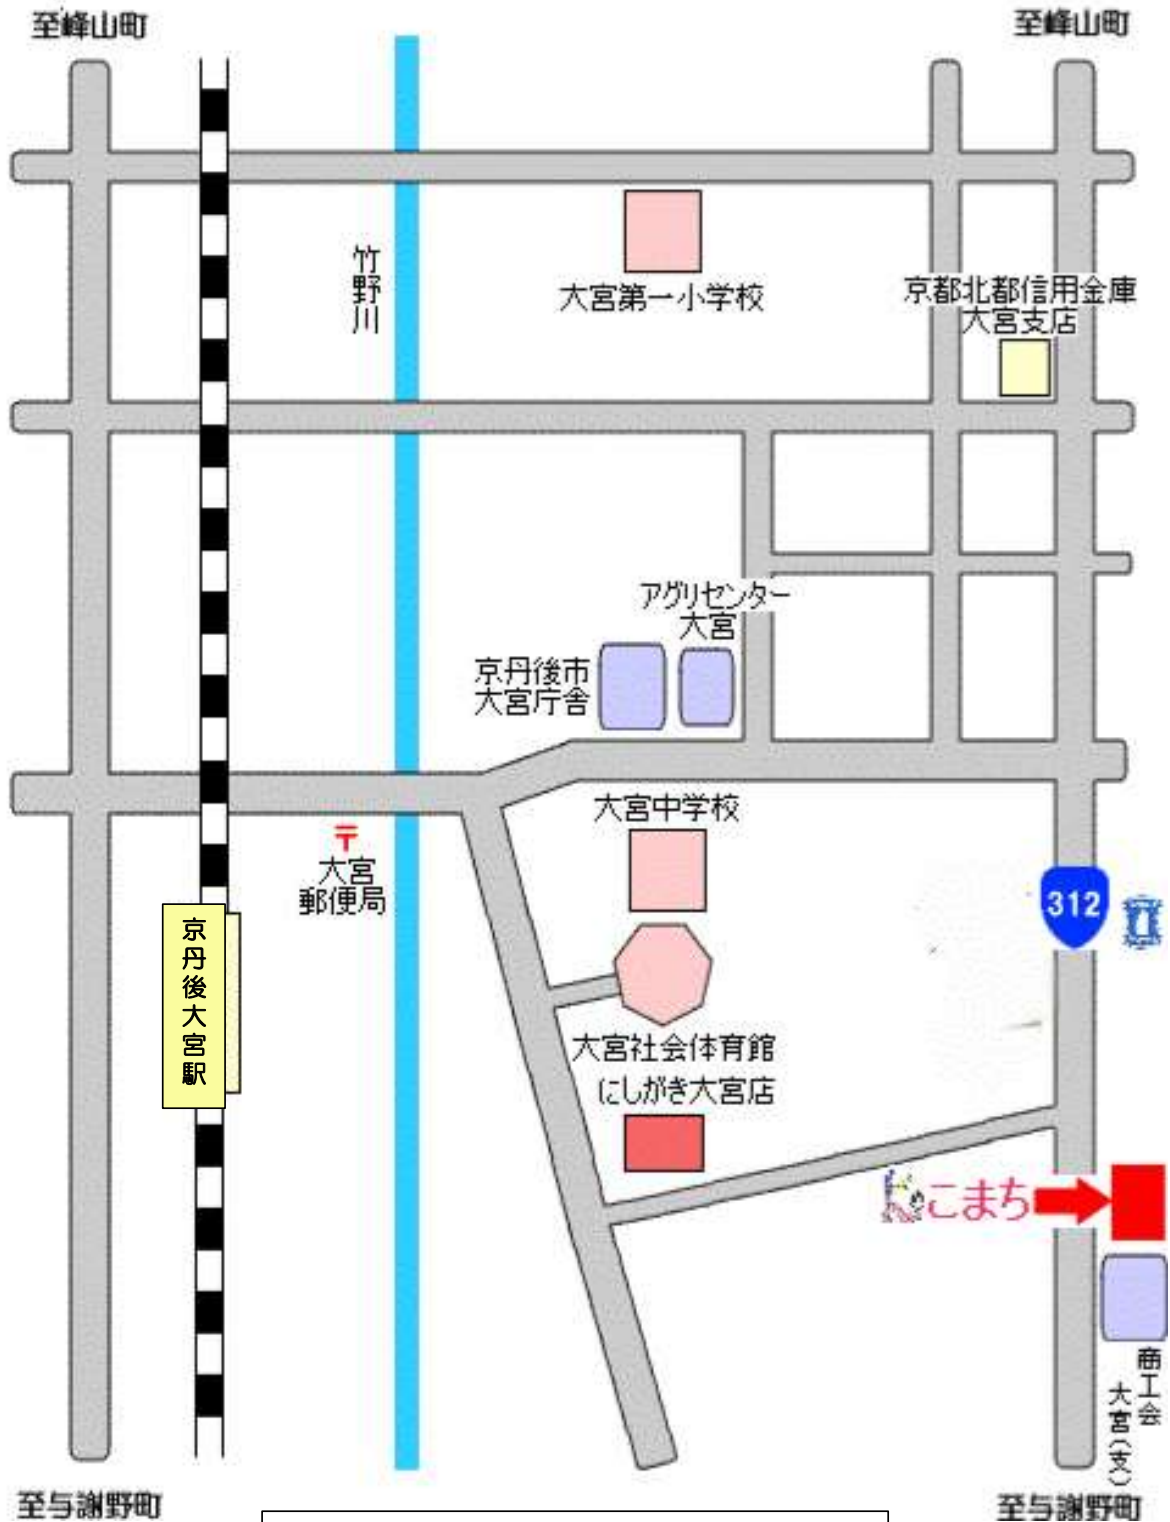 至峰山町
至峰山町
竹野川
大宮第一小学校
京都北都信用金庫
大宮支店
アグリセンター
大宮
京丹後市
大宮庁舎
大宮中学校
〒
大宮
郵便局
312
京丹後大宮駅
大宮社会体育館
にしがき大宮店
こまち
商工会
大宮(支)
至与謝野町
至与謝野町